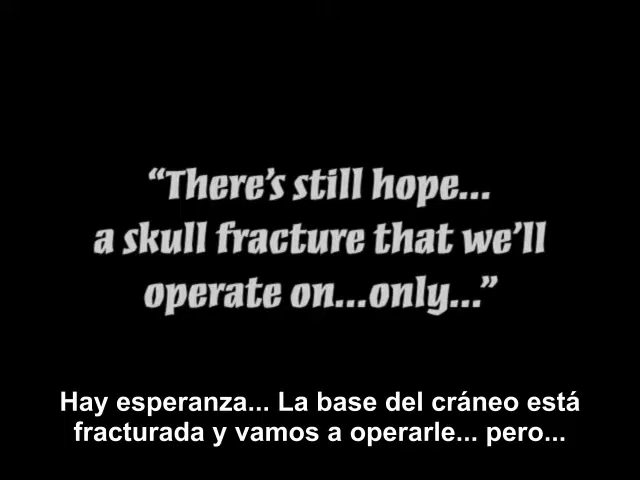 “There’s still hope...
a skull fracture that we’ll
operate on...only...”
Hay esperanza... La base del cráneo está
fracturada y vamos a operarle... pero...